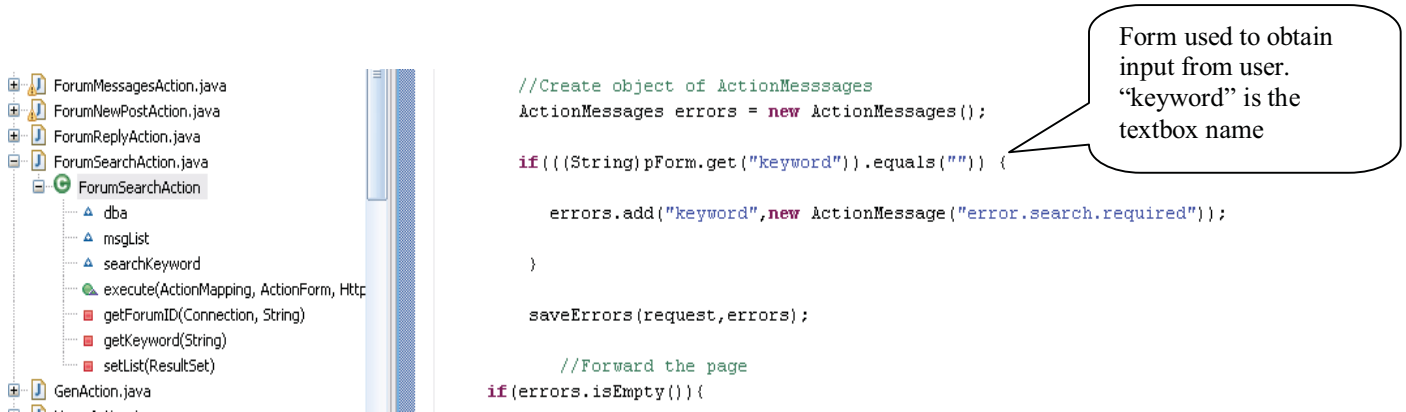 Form used to obtain
input from user.
“keyword” is the
textbox name
ForumMessagesAction.java
ForumNewPostAction.java
ForumReplyAction.java
ForumSearchAction.java
ForumSearchAction
dba
msgList
searchKeyword
execute(ActionMapping, ActionForm, Http
getForumID(Connection, String)
getKeyword(String)
setList(ResultSet)
GenAction.java
//Create object of ActionMesssages
ActionMessages errors = new ActionMessages();
if(((String)pForm.get("keyword")).equals("")) {
errors.add("keyword",new ActionMessage("error.search.required"));
}
saveErrors(request,errors);
//Forward the page
if(errors.isEmpty()){